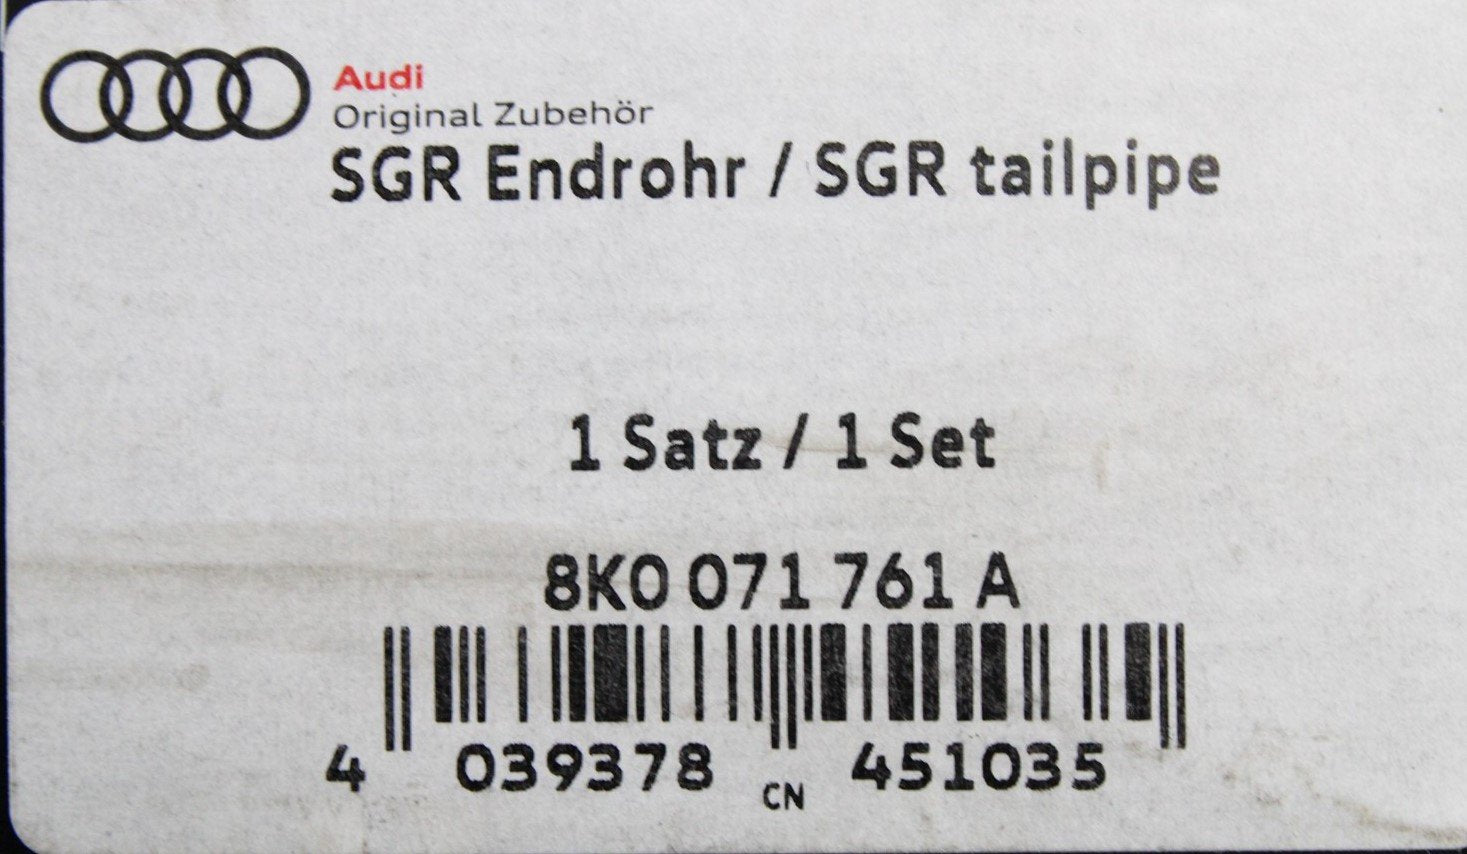 Audi
Original Zubehör
SGR Endrohr / SGR tailpipe
1 Satz / 1 Set
8K0 071 761 A
4 039378 CN 451035